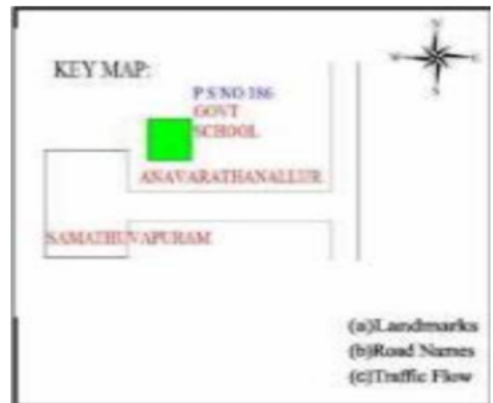 N
W E
S
KEY MAP:
P S NO 186
GOVT
SCHOOL
ANAVARATHANALLUR
SAMATHUVAPURAM
(a)Landmarks
(b)Road Names
(c)Traffic Flow